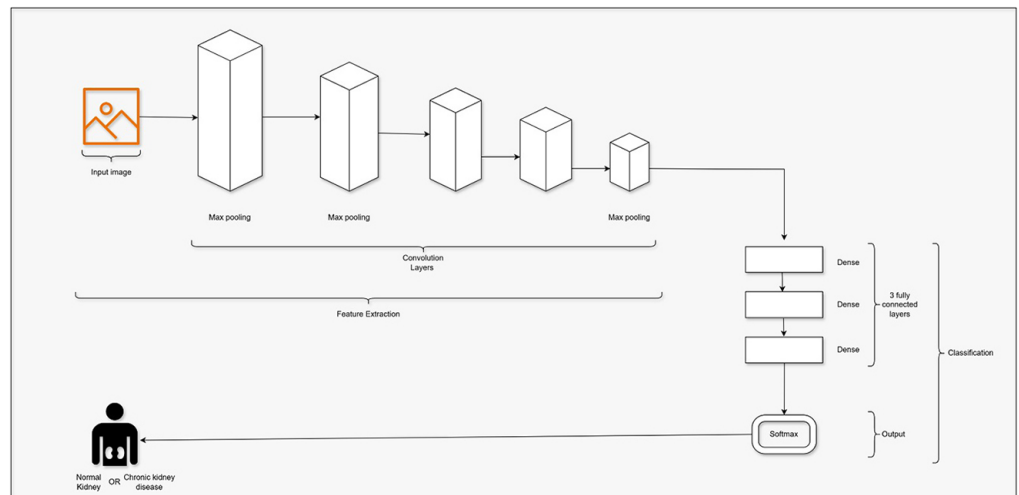 Input image
Max pooling
Max pooling
Max pooling
Convolution
Layers
Feature Extraction
Dense
Dense
Dense
3 fully
connected
layers
Classification
Softmax
Output
Normal
Kidney
OR
Chronic kidney
disease